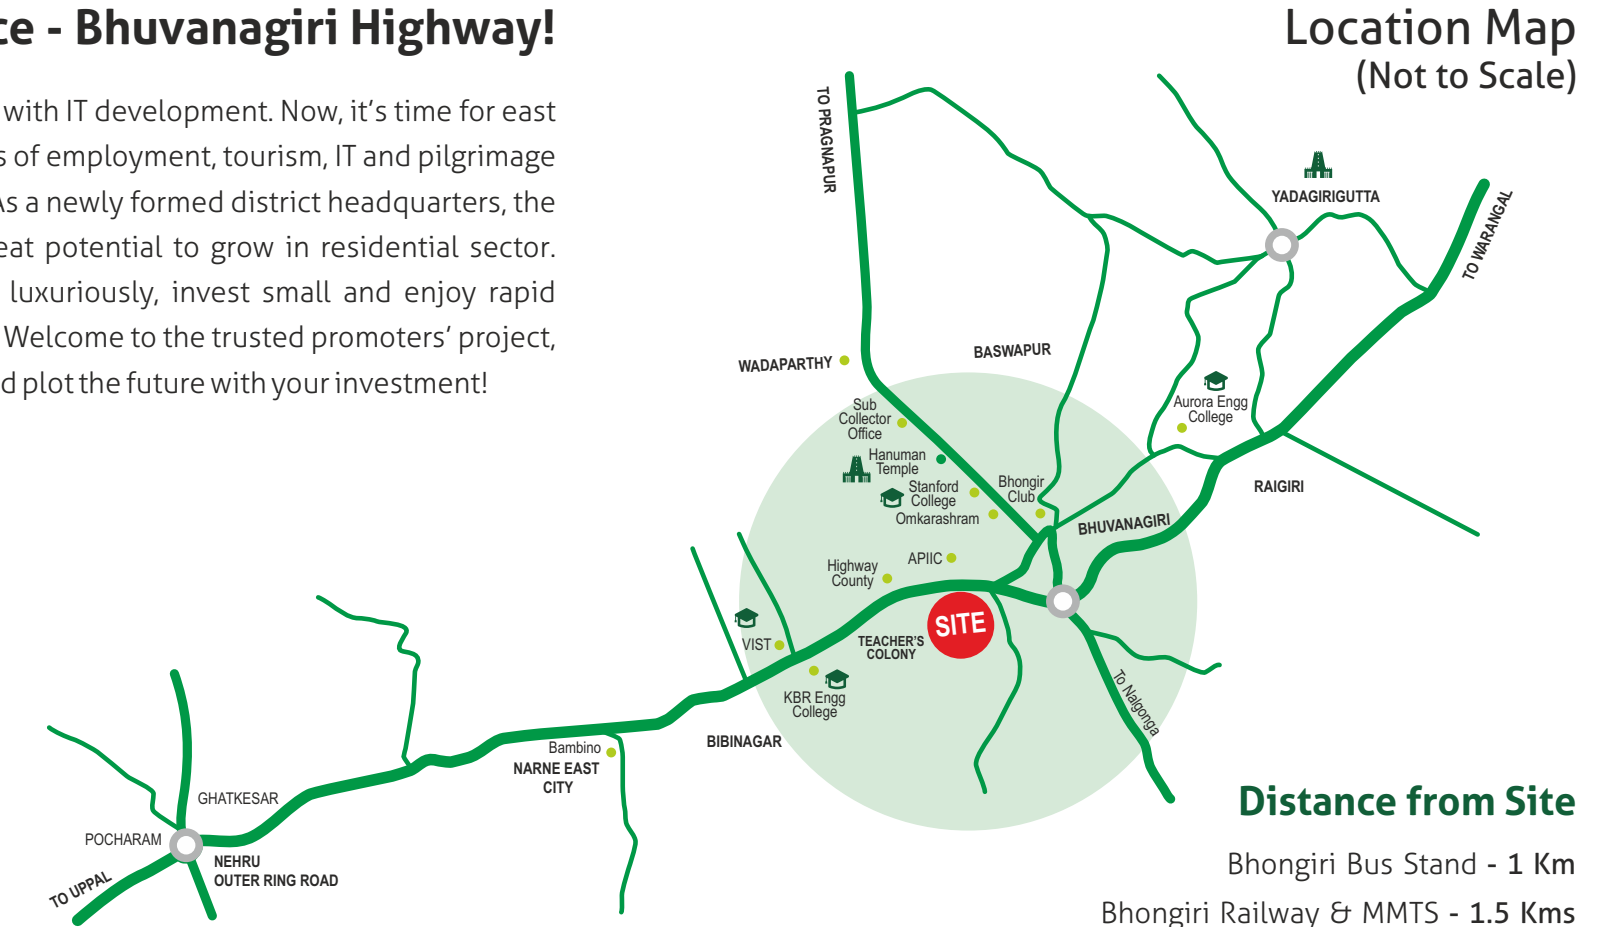 ce - Bhuvanagiri Highway!
with IT development. Now, it's time for east
s of employment, tourism, IT and pilgrimage
As a newly formed district headquarters, the
eat potential to grow in residential sector.
luxuriously, invest small and enjoy rapid
Welcome to the trusted promoters' project,
d plot the future with your investment!
Location Map
(Not to Scale)
TO PRAGNAPUR
YADAGIRIGUTTA
TO WARANGAL
WADAPARTHY
BASWAPUR
Sub
Collector
Office
Aurora Engg
College
Hanuman
Temple
Stanford
College
Bhongir
Club
Omkarashram
RAIGIRI
BHUVANAGIRI
APIIC
Highway
County
SITE
TEACHER'S
COLONY
VIST
KBR Engg
College
To Nalgonga
BIBINAGAR
Bambino
NARNE EAST
CITY
GHATKESAR
POCHARAM
NEHRU
OUTER RING ROAD
TO UPPAL
Distance from Site
Bhongiri Bus Stand - 1 Km
Bhongiri Railway & MMTS - 1.5 Kms